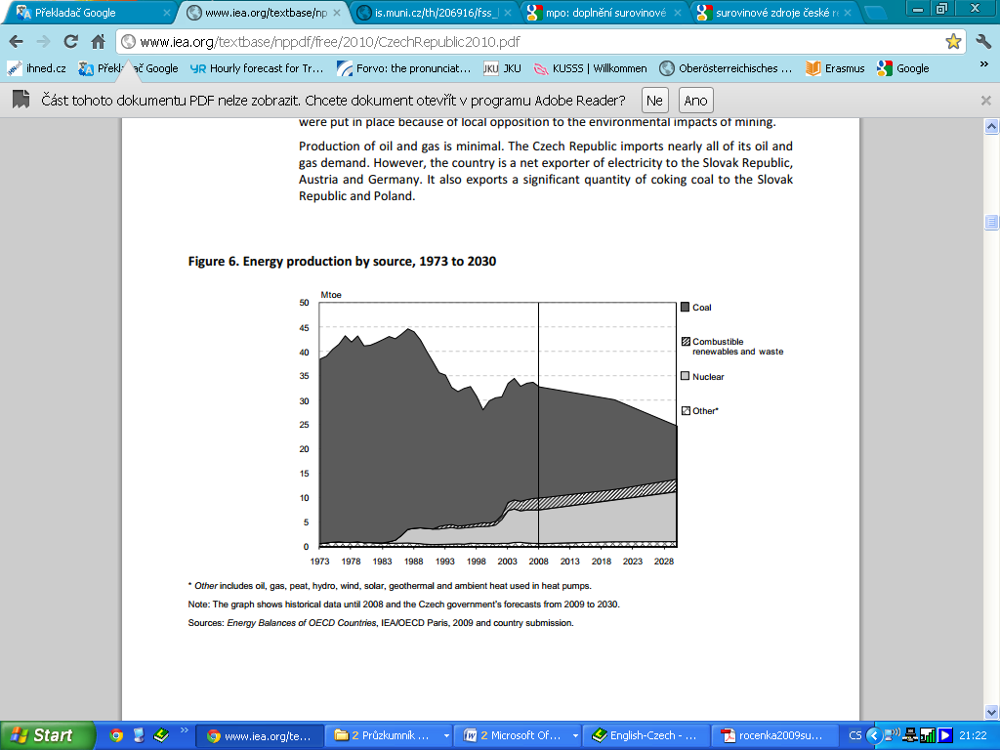 Překladač Google
www.iea.org/textbase/np
is.muni.cz/th/206916/fss_
mpo: doplnění surovinové
surovinové zdroje české r
www.iea.org/textbase/nppdf/free/2010/CzechRepublic2010.pdf
ihned.cz
Překladač Google
YR Hourly forecast for Tr...
Forvo: the pronunciat...
JKU JKU
KUSSS | Willkommen
Oberösterreichisches ...
Erasmus
Google
»
Část tohoto dokumentu PDF nelze zobrazit. Chcete dokument otevřít v programu Adobe Reader?
Ne
Ano
were put in place because of local opposition to the environmental impacts of mining.
Production of oil and gas is minimal. The Czech Republic imports nearly all of its oil and
gas demand. However, the country is a net exporter of electricity to the Slovak Republic,
Austria and Germany. It also exports a significant quantity of coking coal to the Slovak
Republic and Poland.
Figure 6. Energy production by source, 1973 to 2030
Mtoe
50
45
40
35
30
25
20
15
10
5
0
1973 1978 1983 1988 1993 1998 2003 2008 2013 2018 2023 2028
Coal
Combustible
renewables and waste
Nuclear
Other*
* Other includes oil, gas, peat, hydro, wind, solar, geothermal and ambient heat used in heat pumps.
Note: The graph shows historical data until 2008 and the Czech government's forecasts from 2009 to 2030.
Sources: Energy Balances of OECD Countries, IEA/OECD Paris, 2009 and country submission.
Start
»
www.iea.org/te...
2 Průzkumník ...
2 Microsoft Of...
English-Czech - ...
rocenka2009su...
CS
21:22